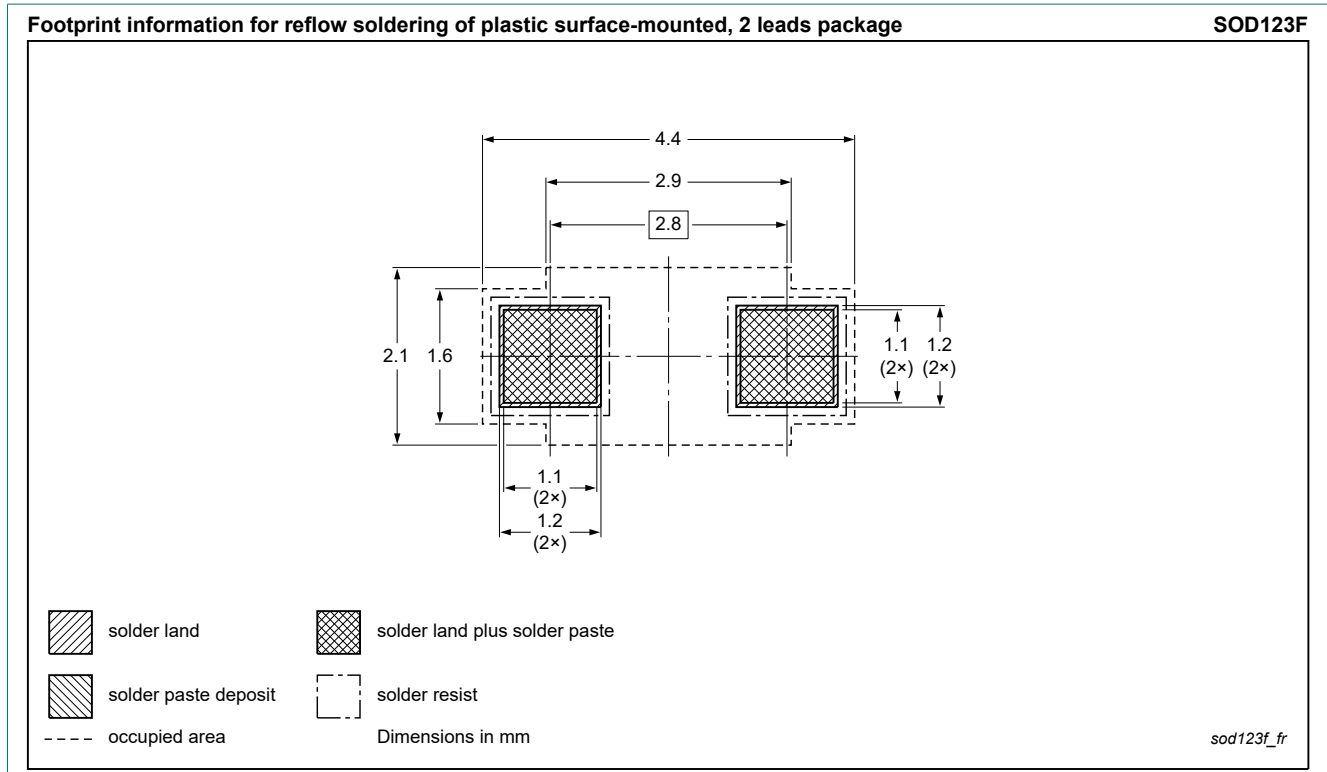 Footprint information for reflow soldering of plastic surface-mounted, 2 leads package SOD123F
4.4
2.9
2.8
2.1 1.6
1.1 1.2
(2×) (2×)
1.1
(2×)
1.2
(2×)
solder land solder land plus solder paste
solder paste deposit solder resist
occupied area Dimensions in mm sod123f_fr